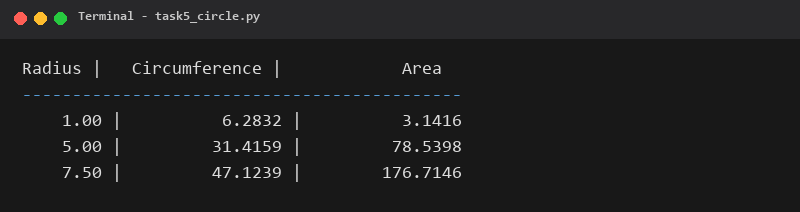 Terminal - task5_circle.py
Radius |   Circumference |            Area
--------------------------------------------
    1.00 |          6.2832 |          3.1416
    5.00 |         31.4159 |         78.5398
    7.50 |         47.1239 |        176.7146